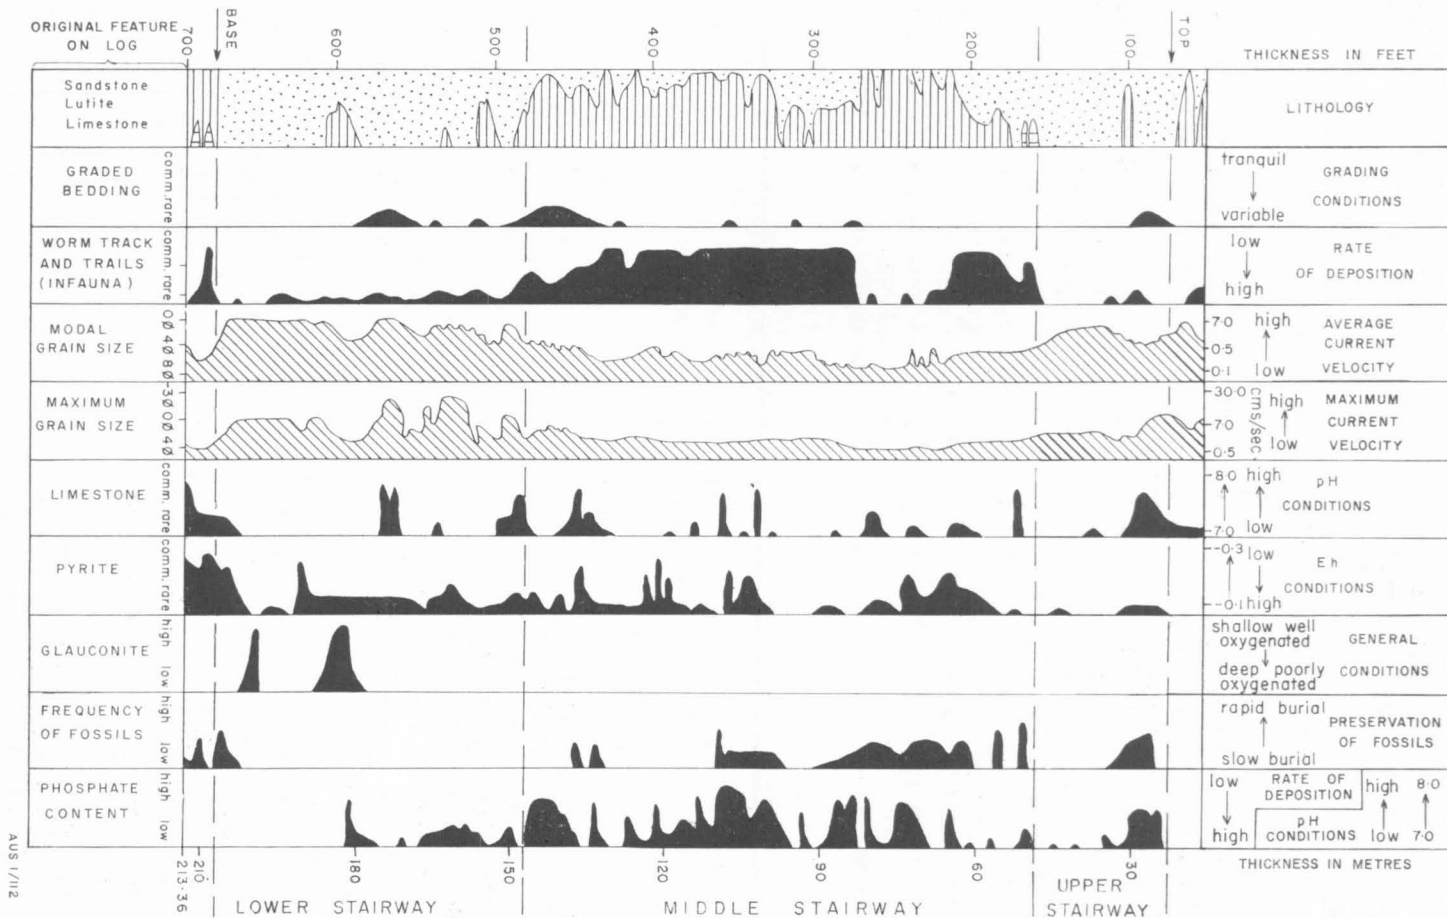 ORIGINAL FEATURE
ON LOG
700
BASE
600
500
400
300
200
100
TOP
THICKNESS IN FEET
Sandstone
Lutite
Limestone
LITHOLOGY
GRADED
BEDDING
comm. rare
tranquil
variable
GRADING
CONDITIONS
WORM TRACK
AND TRAILS
(INFAUNA)
comm. rare
low
high
RATE
OF DEPOSITION
MODAL
GRAIN SIZE
0Ø
4Ø
8Ø
7·0
0·5
0·1
high
low
AVERAGE
CURRENT
VELOCITY
MAXIMUM
GRAIN SIZE
-3Ø
0Ø
4Ø
30·0
7·0
0·5
cms/sec.
high
low
MAXIMUM
CURRENT
VELOCITY
LIMESTONE
comm. rare
8·0
7·0
high
low
pH
CONDITIONS
PYRITE
comm. rare
-0·3
-0·1
low
high
Eh
CONDITIONS
GLAUCONITE
high low
shallow well
oxygenated
deep poorly
oxygenated
GENERAL
CONDITIONS
FREQUENCY
OF FOSSILS
high low
rapid burial
slow burial
PRESERVATION
OF FOSSILS
PHOSPHATE
CONTENT
high low
low
high
RATE OF
DEPOSITION
pH
CONDITIONS
high
low
8·0
7·0
213·36
210
180
150
120
90
60
30
THICKNESS IN METRES
LOWER STAIRWAY
MIDDLE STAIRWAY
UPPER
STAIRWAY
AUS 1/112